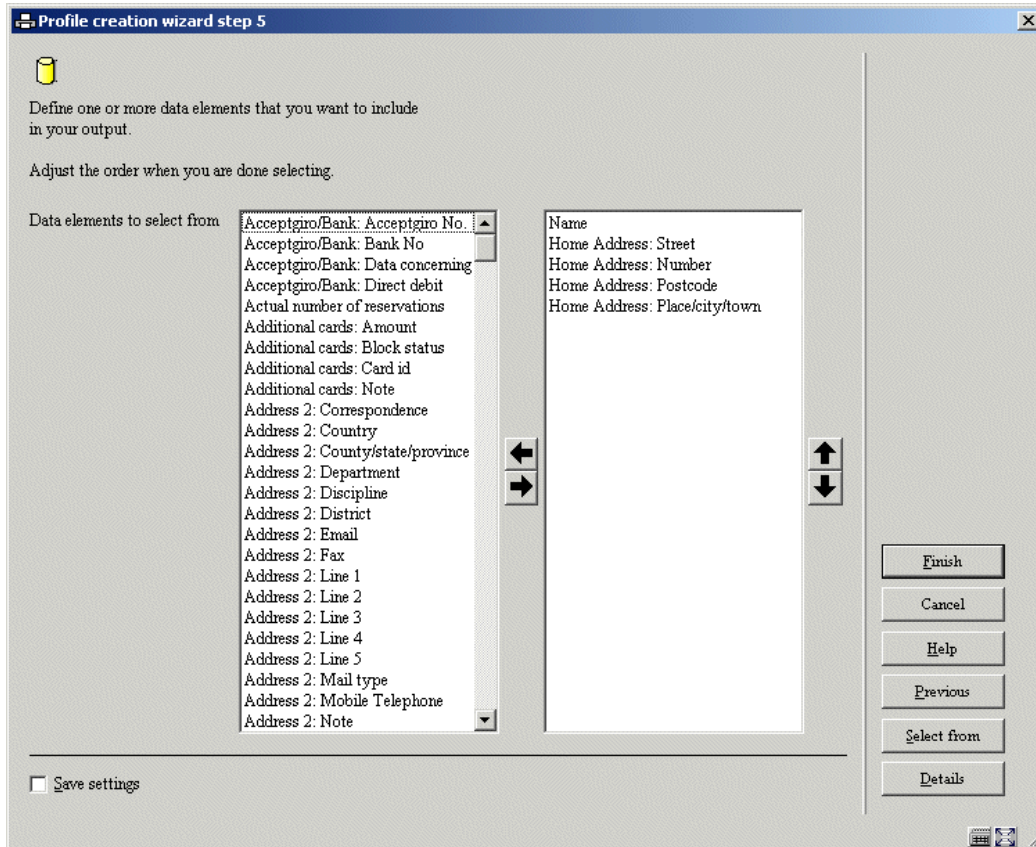 Profile creation wizard step 5
Define one or more data elements that you want to include
in your output.
Adjust the order when you are done selecting.
Data elements to select from
Acceptgiro/Bank: Acceptgiro No.
Acceptgiro/Bank: Bank No
Acceptgiro/Bank: Data concerning
Acceptgiro/Bank: Direct debit
Actual number of reservations
Additional cards: Amount
Additional cards: Block status
Additional cards: Card id
Additional cards: Note
Address 2: Correspondence
Address 2: Country
Address 2: County/state/province
Address 2: Department
Address 2: Discipline
Address 2: District
Address 2: Email
Address 2: Fax
Address 2: Line 1
Address 2: Line 2
Address 2: Line 3
Address 2: Line 4
Address 2: Line 5
Address 2: Mail type
Address 2: Mobile Telephone
Address 2: Note
Name
Home Address: Street
Home Address: Number
Home Address: Postcode
Home Address: Place/city/town
Finish
Cancel
Help
Previous
Select from
Details
Save settings